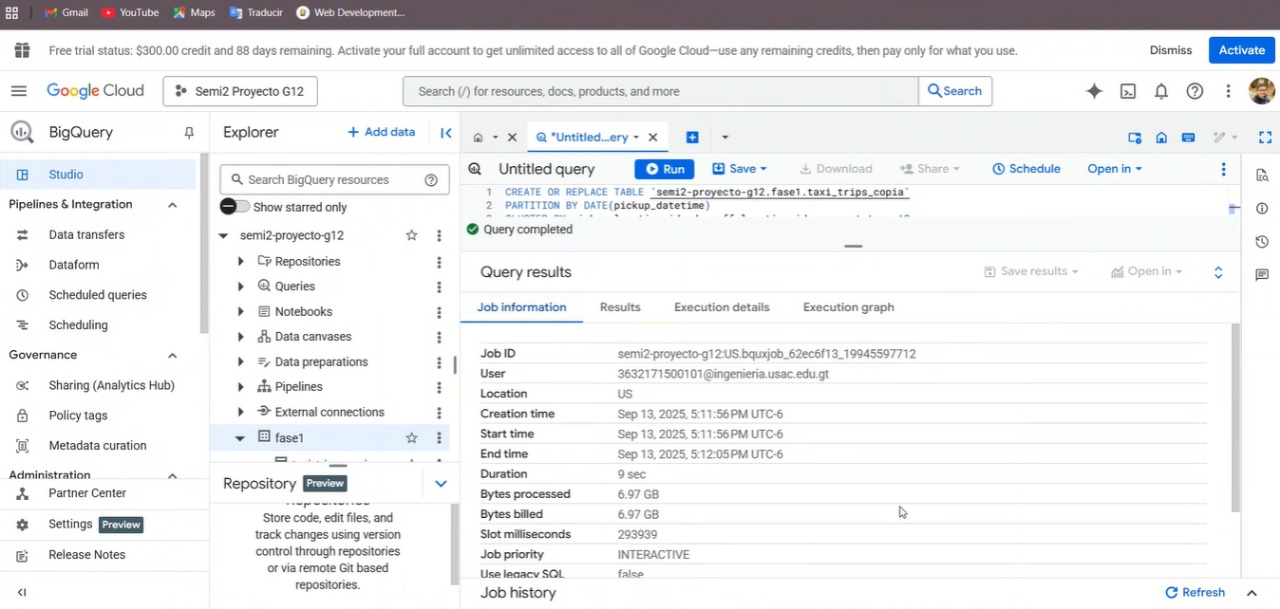 Gmail YouTube Maps Traducir Web Development...
Free trial status: $300.00 credit and 88 days remaining. Activate your full account to get unlimited access to all of Google Cloud—use any remaining credits, then pay only for what you use. Dismiss Activate
Google Cloud Semi2 Proyecto G12 Search (/) for resources, docs, products, and more Search
BigQuery
Studio
Pipelines & Integration
Data transfers
Dataform
Scheduled queries
Scheduling
Governance
Sharing (Analytics Hub)
Policy tags
Metadata curation
Administration
Partner Center
Settings Preview
Release Notes
Explorer + Add data
Search BigQuery resources
Show starred only
semi2-proyecto-g12
Repositories
Queries
Notebooks
Data canvases
Data preparations
Pipelines
External connections
fase1
Repository Preview
Repositories
Store code, edit files, and
track changes using version
control through repositories
or via remote Git based
repositories.
*Untitled...ery
Untitled query Run Save Download Share Schedule Open in
1 CREATE OR REPLACE TABLE `semi2-proyecto-g12.fase1.taxi_trips_copia`
2 PARTITION BY DATE(pickup_datetime)
Query completed
Query results Save results Open in
Job information Results Execution details Execution graph
Job ID semi2-proyecto-g12:US.bquxjob_62ec6f13_19945597712
User 3632171500101@ingenieria.usac.edu.gt
Location US
Creation time Sep 13, 2025, 5:11:56 PM UTC-6
Start time Sep 13, 2025, 5:11:56 PM UTC-6
End time Sep 13, 2025, 5:12:05 PM UTC-6
Duration 9 sec
Bytes processed 6.97 GB
Bytes billed 6.97 GB
Slot milliseconds 293939
Job priority INTERACTIVE
Use legacy SQL false
Job history Refresh